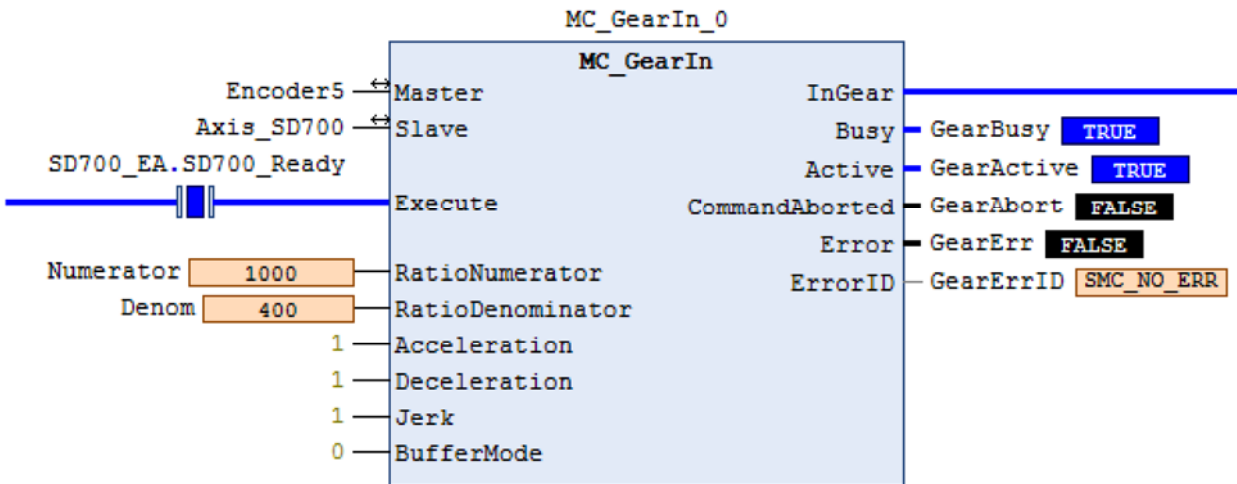 MC_GearIn_0
MC_GearIn
Encoder5 Master InGear
Axis_SD700 Slave Busy GearBusy TRUE
SD700_EA.SD700_Ready Active GearActive TRUE
Execute CommandAborted GearAbort FALSE
Error GearErr FALSE
Numerator 1000 RatioNumerator ErrorID GearErrID SMC_NO_ERR
Denom 400 RatioDenominator
1 Acceleration
1 Deceleration
1 Jerk
0 BufferMode